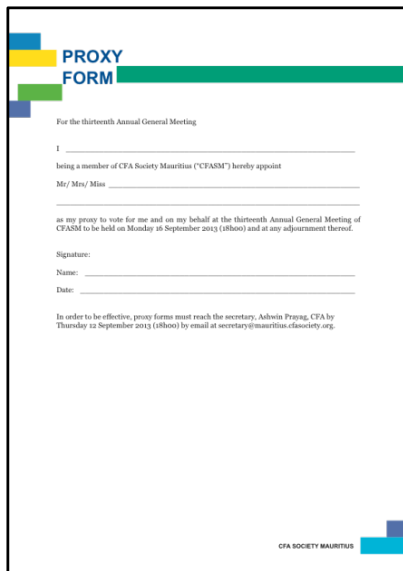 PROXY
FORM
For the thirteenth Annual General Meeting
I
being a member of CFA Society Mauritius (“CFASM”) hereby appoint
Mr/ Mrs/ Miss
as my proxy to vote for me and on my behalf at the thirteenth Annual General Meeting of
CFASM to be held on Monday 16 September 2013 (18h00) and at any adjournment thereof.
Signature:
Name:
Date:
In order to be effective, proxy forms must reach the secretary, Ashwin Prayag, CFA by
Thursday 12 September 2013 (18h00) by email at secretary@mauritius.cfasociety.org.
CFA SOCIETY MAURITIUS